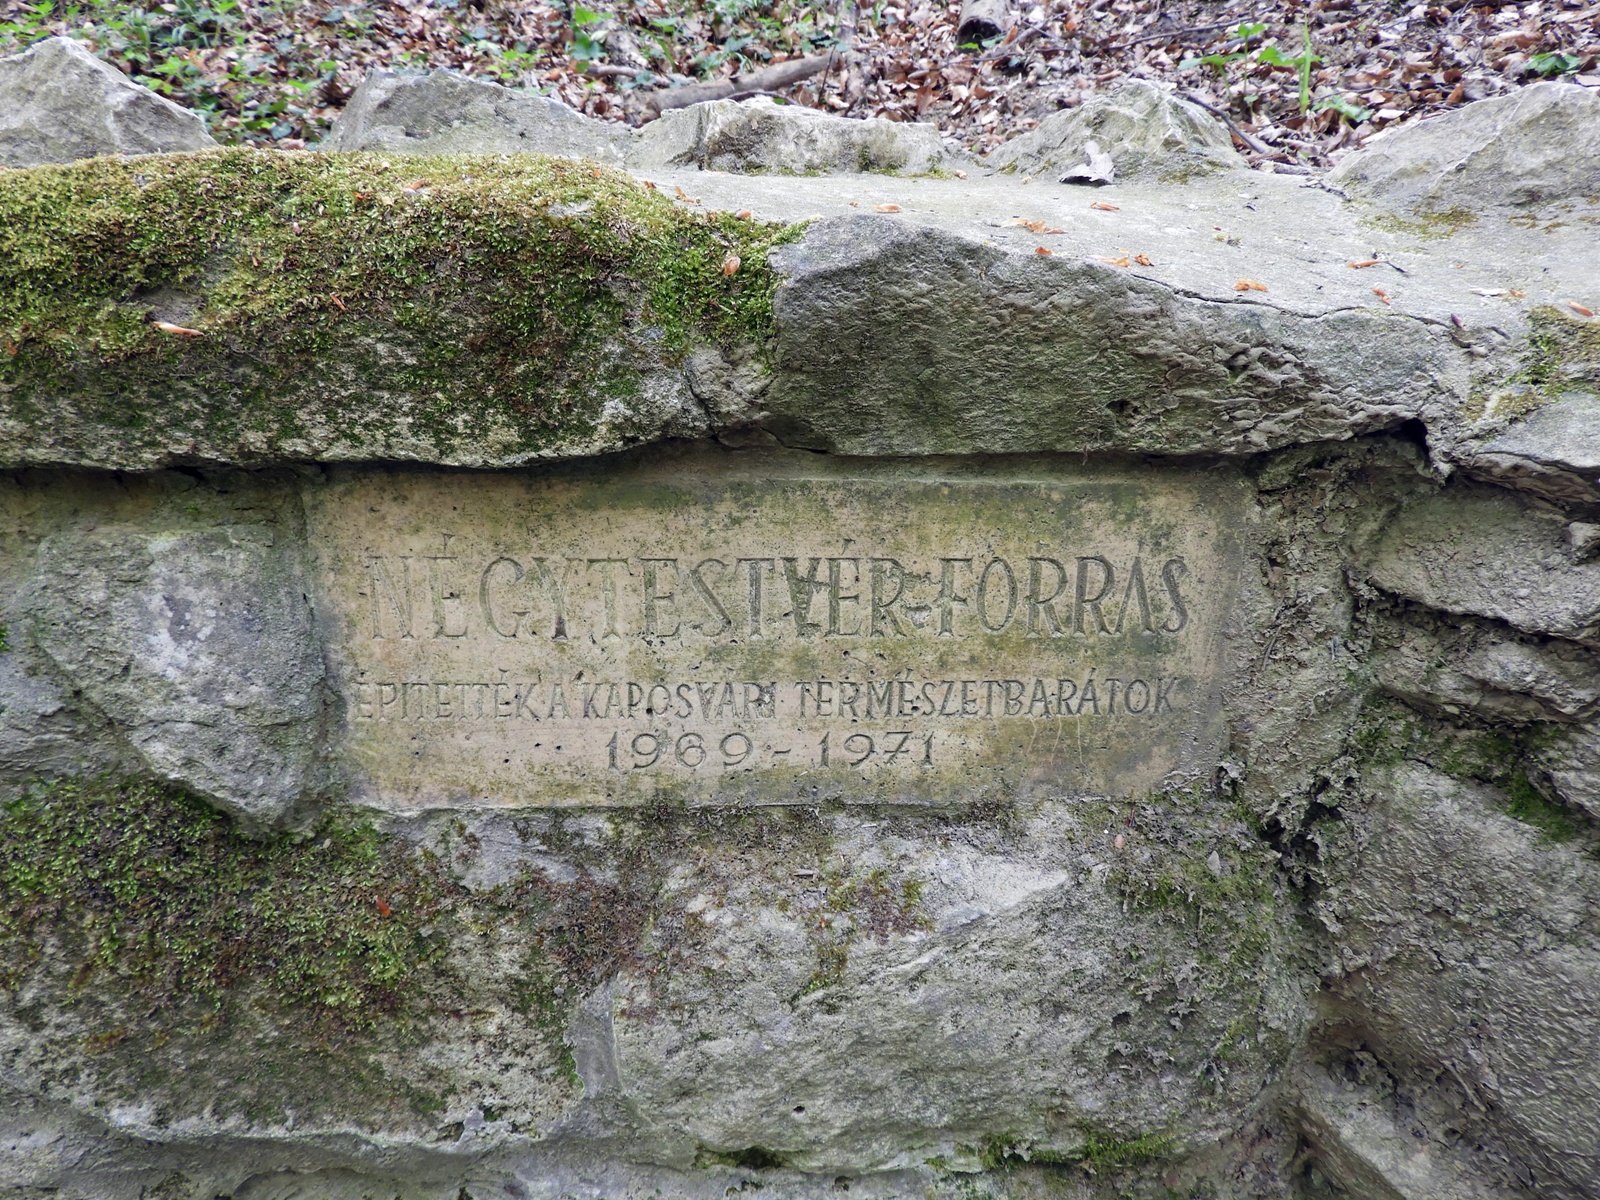 NÉGYTESTVÉR-FORRÁS
ÉPITETTÉK A KAPOSVÁRI TERMÉSZETBARÁTOK
1969-1971